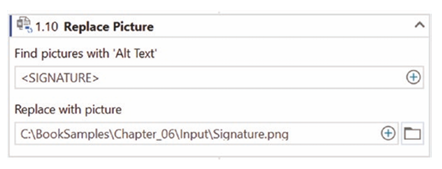 1.10 Replace Picture
Find pictures with 'Alt Text'
<SIGNATURE>
Replace with picture
C:\BookSamples\Chapter_06\Input\Signature.png